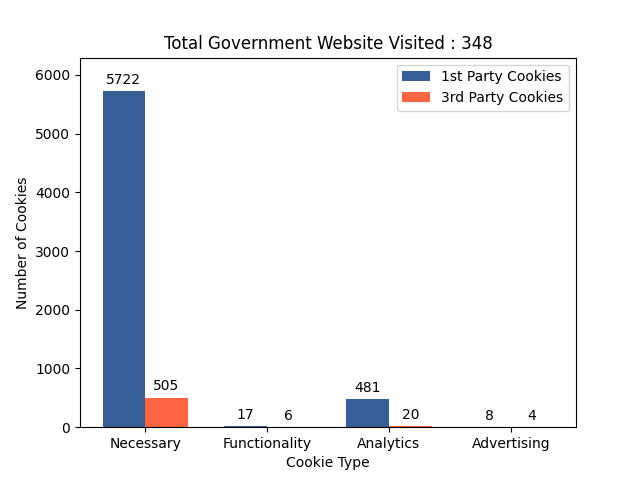 Total Government Website Visited : 348
1st Party Cookies
3rd Party Cookies
Number of Cookies
6000
5000
4000
3000
2000
1000
0
5722
505
17
6
481
20
8
4
Necessary
Functionality
Analytics
Advertising
Cookie Type